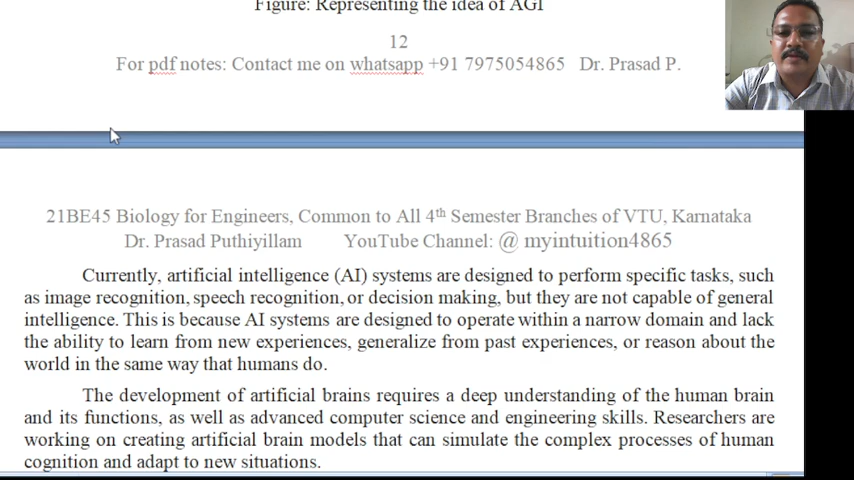 Figure: Representing the idea of AGI
12
For pdf notes: Contact me on whatsapp +91 7975054865 Dr. Prasad P.
21BE45 Biology for Engineers, Common to All 4th Semester Branches of VTU, Karnataka
Dr. Prasad Puthiyillam YouTube Channel: @ myintuition4865
Currently, artificial intelligence (AI) systems are designed to perform specific tasks, such
as image recognition, speech recognition, or decision making, but they are not capable of general
intelligence. This is because AI systems are designed to operate within a narrow domain and lack
the ability to learn from new experiences, generalize from past experiences, or reason about the
world in the same way that humans do.
The development of artificial brains requires a deep understanding of the human brain
and its functions, as well as advanced computer science and engineering skills. Researchers are
working on creating artificial brain models that can simulate the complex processes of human
cognition and adapt to new situations.